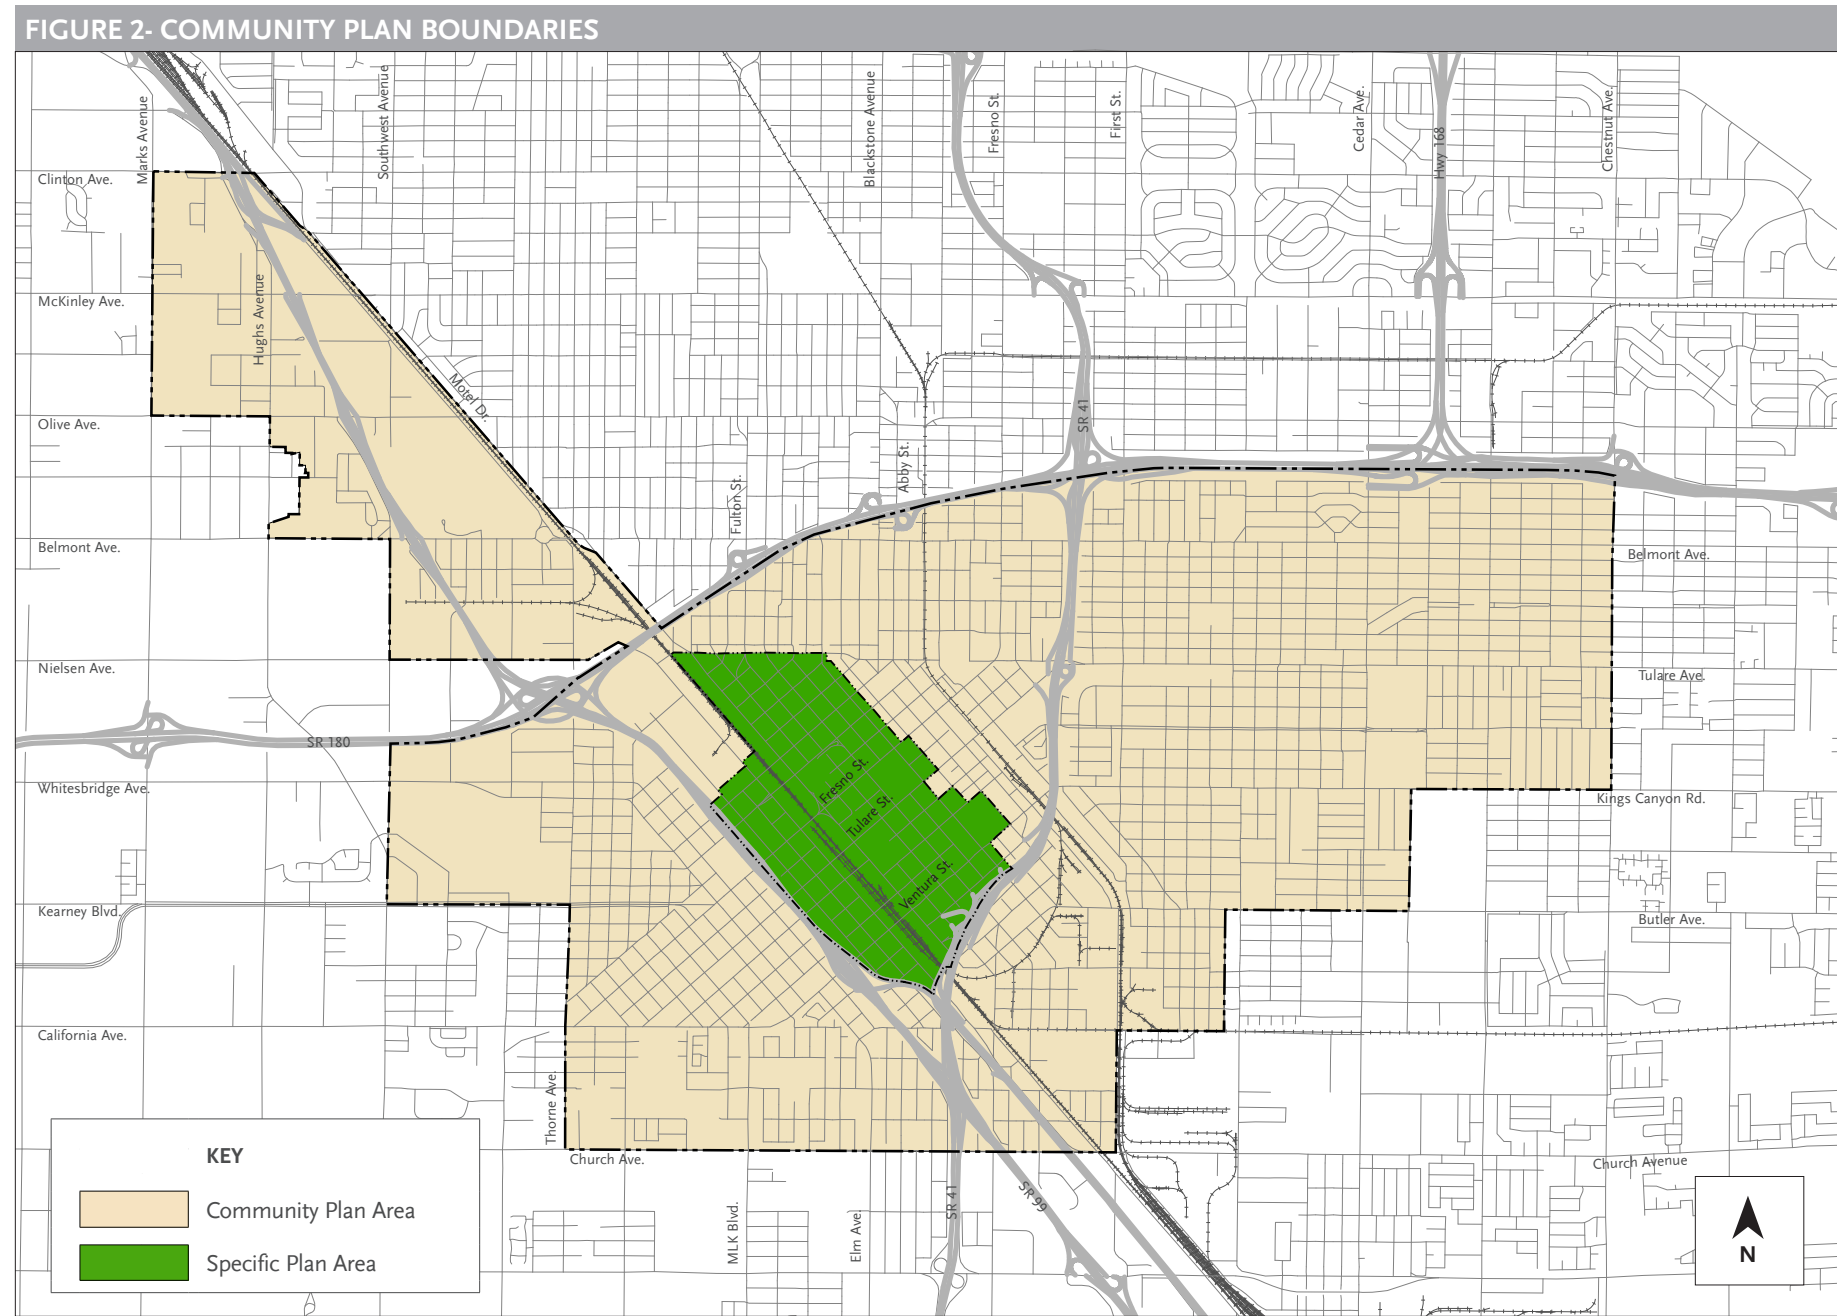 FIGURE 2- COMMUNITY PLAN BOUNDARIES
Marks Avenue
Southwest Avenue
Blackstone Avenue
Fresno St.
First St.
Cedar Ave.
Hwy 168
Chestnut Ave.
Clinton Ave.
McKinley Ave.
Hughs Avenue
Motel Dr.
Olive Ave.
SR 41
Abby St.
Fulton St.
Belmont Ave.
Belmont Ave.
Nielsen Ave.
Tulare Ave.
SR 180
Whitesbridge Ave.
Fresno St.
Tulare St.
Ventura St.
Kings Canyon Rd.
Kearney Blvd.
Butler Ave.
California Ave.
Thorne Ave.
Church Ave.
Church Avenue
MLK Blvd.
Elm Ave.
SR 41
SR 99
KEY
Community Plan Area
Specific Plan Area
N